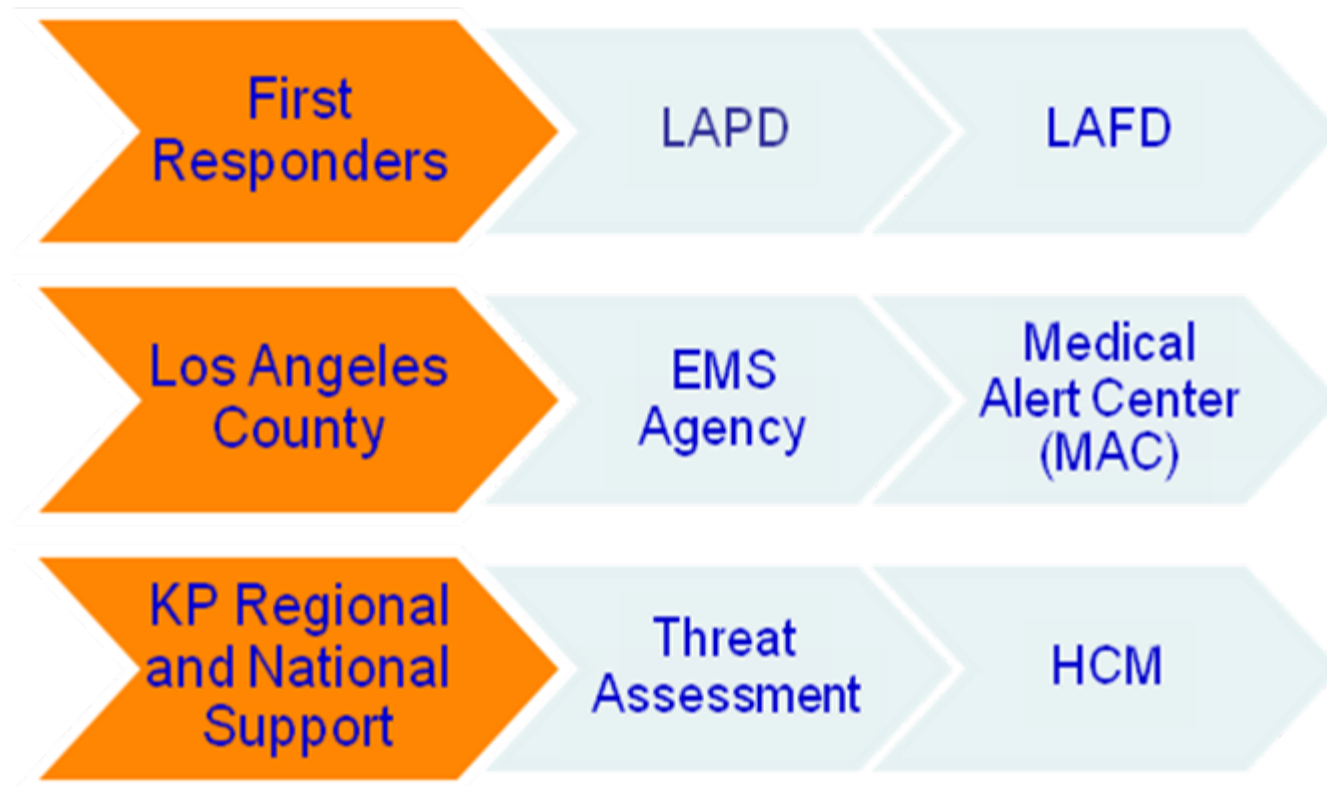 First
Responders
LAPD
LAFD
Los Angeles
County
EMS
Agency
Medical
Alert Center
(MAC)
KP Regional
and National
Support
Threat
Assessment
HCM